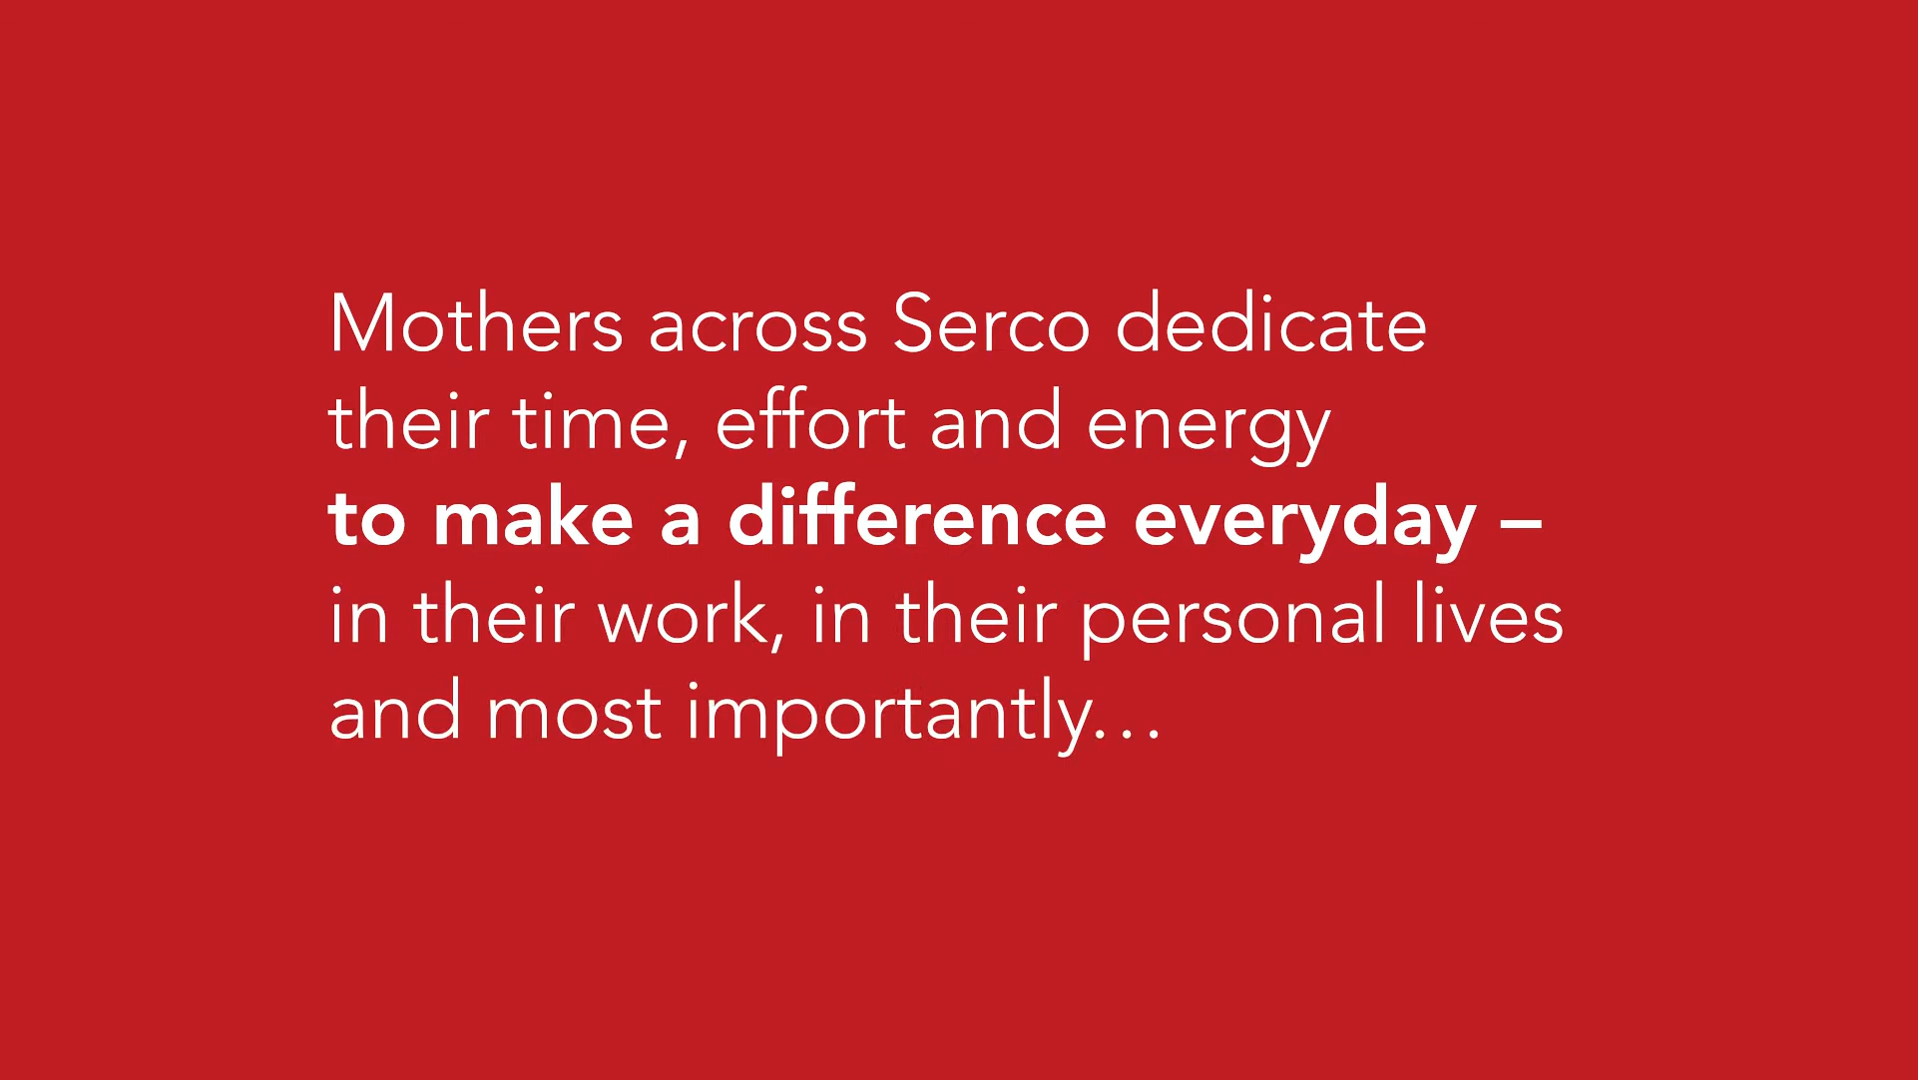 Mothers across Serco dedicate
their time, effort and energy
to make a difference everyday –
in their work, in their personal lives
and most importantly…